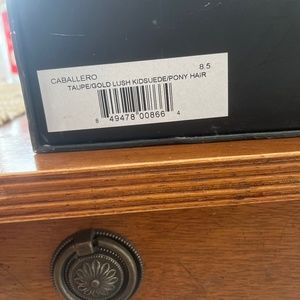 CABALLERO 8.5
TAUPE/GOLD LUSH KIDSUEDE/PONY HAIR
8 49478 00866 4